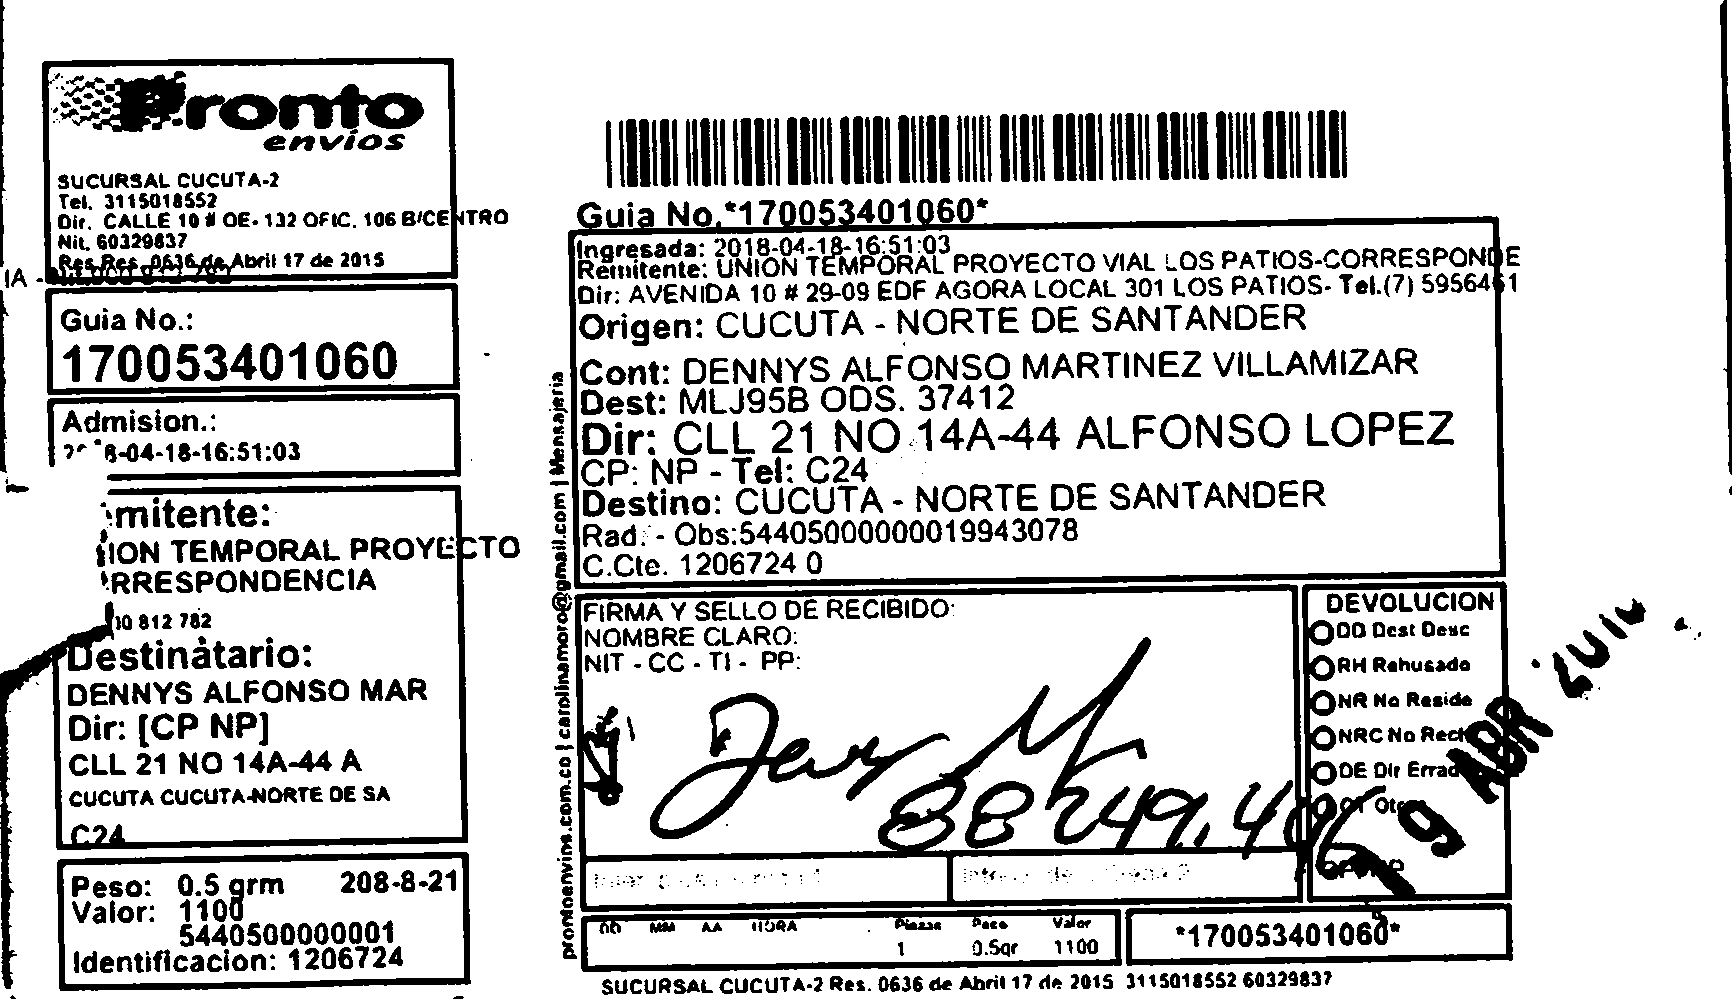 Pronto
envíos
SUCURSAL CUCUTA-2
Tel. 3115018552
Dir. CALLE 10 # OE-132 OFIC. 106 B/CENTRO
Nit. 60329837
Res.Res. 0636 de Abril 17 de 2015
IA -
Guia No.:
170053401060
Admision.:
8-04-18-16:51:03
mitente:
ION TEMPORAL PROYECTO
RRESPONDENCIA
10 812 782
Destinatario:
DENNYS ALFONSO MAR
Dir: [CP NP]
CLL 21 NO 14A-44 A
CUCUTA CUCUTA-NORTE DE SA
C24
Peso: 0.5 grm 208-8-21
Valor: 1100
5440500000001
Identificacion: 1206724
prontoenvios.com.co | carolinamoro@gmail.com | Mensajeria
Guia No.*170053401060*
Ingresada: 2018-04-18-16:51:03
Remitente: UNION TEMPORAL PROYECTO VIAL LOS PATIOS-CORRESPONDE
Dir: AVENIDA 10 # 29-09 EDF AGORA LOCAL 301 LOS PATIOS- Tel.(7) 5956461
Origen: CUCUTA - NORTE DE SANTANDER
Cont: DENNYS ALFONSO MARTINEZ VILLAMIZAR
Dest: MLJ95B ODS. 37412
Dir: CLL 21 NO 14A-44 ALFONSO LOPEZ
CP: NP - Tel: C24
Destino: CUCUTA - NORTE DE SANTANDER
Rad. - Obs:54405000000019943078
C.Cte. 1206724 0
FIRMA Y SELLO DE RECIBIDO:
NOMBRE CLARO:
NIT - CC - TI - PP:
DEVOLUCION
DD Dest Desc
RH Rehusado
NR No Reside
NRC No Recl
DE Dir Errad
OT Otr
9 ABR
DD MM AA HORA Piezas Peso Valor
1 0.5gr 1100
*170053401060*
SUCURSAL CUCUTA-2 Res. 0636 de Abril 17 de 2015 3115018552 60329837